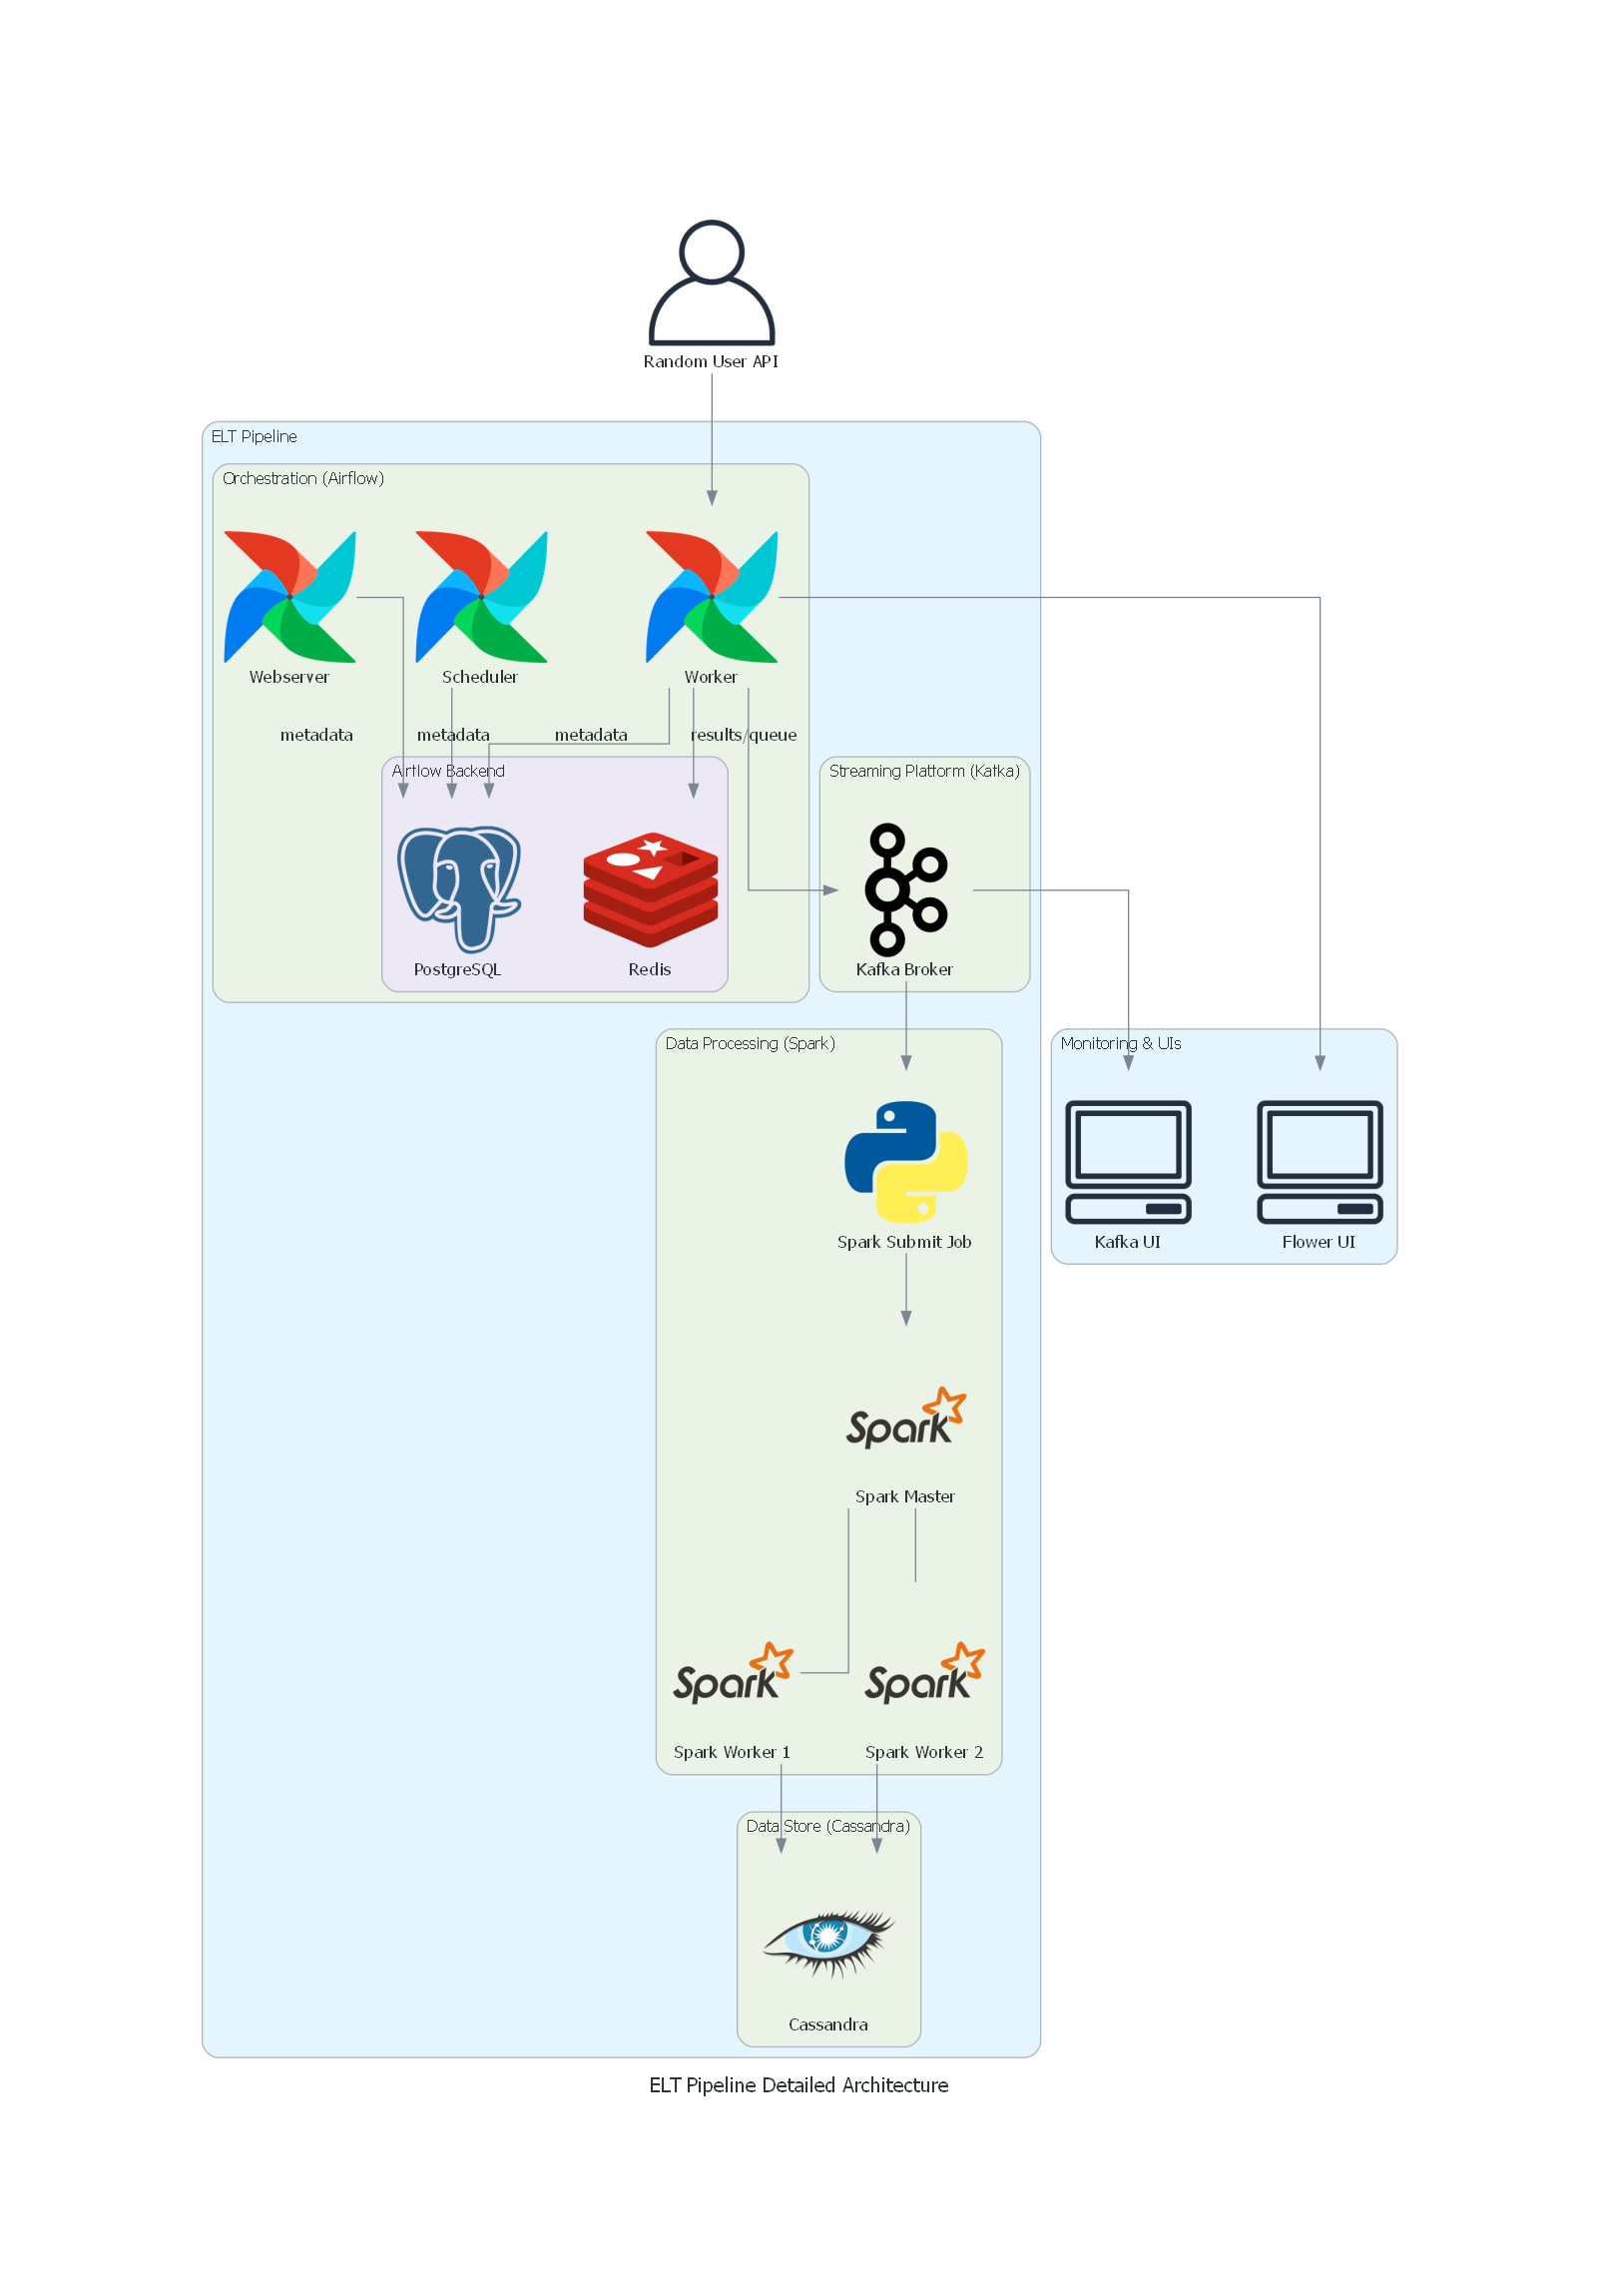 Random User API
ELT Pipeline
Orchestration (Airflow)
Webserver
Scheduler
Worker
metadata
metadata
metadata
results/queue
Airflow Backend
Streaming Platform (Kafka)
PostgreSQL
Redis
Kafka Broker
Data Processing (Spark)
Monitoring & UIs
Spark Submit Job
Kafka UI
Flower UI
Spark
Spark Master
Spark
Spark
Spark Worker 1
Spark Worker 2
Data Store (Cassandra)
Cassandra
ELT Pipeline Detailed Architecture